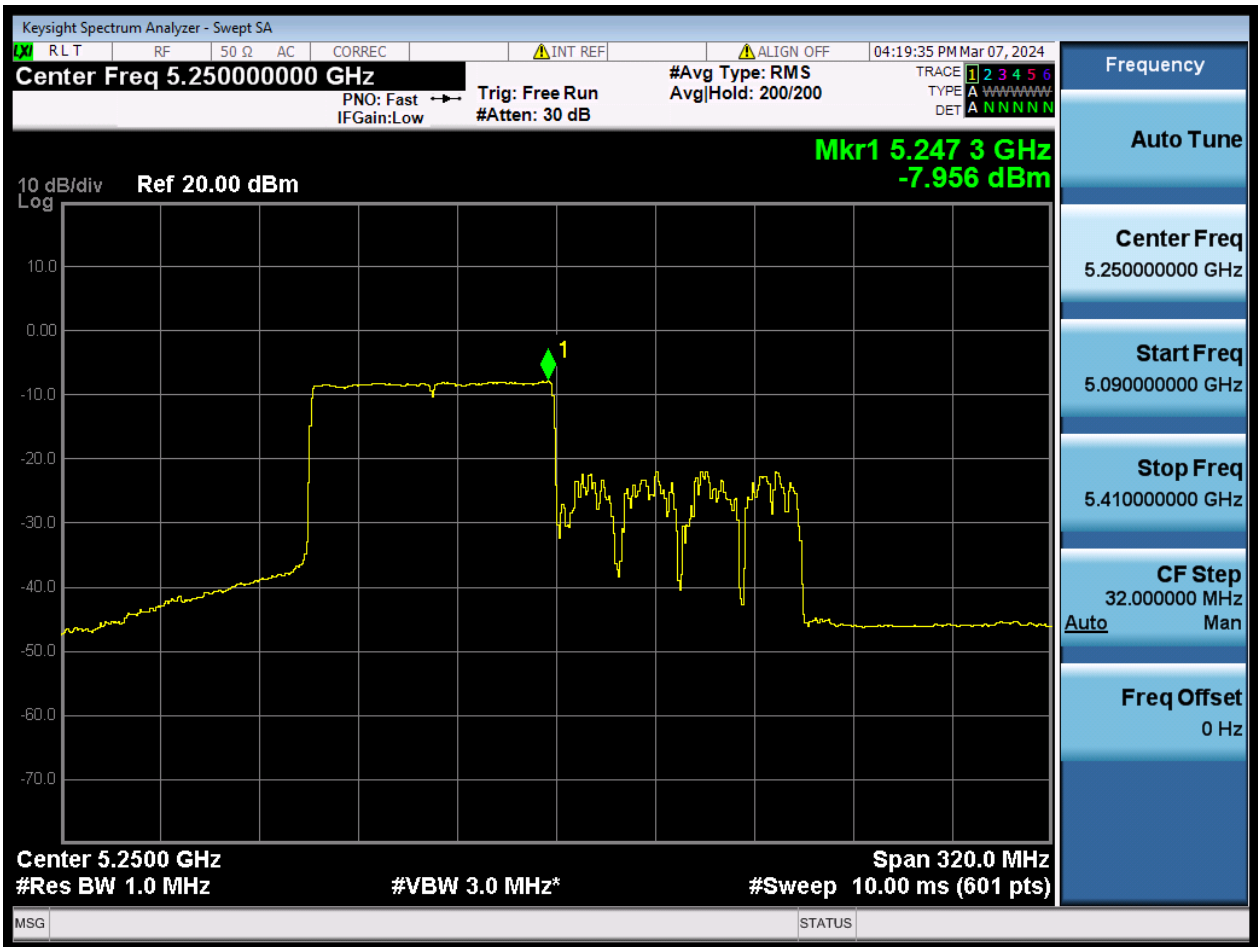 Keysight Spectrum Analyzer - Swept SA
LXI RLT RF 50 Ω AC CORREC INT REF ALIGN OFF 04:19:35 PM Mar 07, 2024
Center Freq 5.250000000 GHz
PNO: Fast
IFGain:Low
Trig: Free Run
#Atten: 30 dB
#Avg Type: RMS
Avg|Hold: 200/200
TRACE 1 2 3 4 5 6
TYPE A WWWWW
DET A N N N N N
Mkr1 5.247 3 GHz
-7.956 dBm
10 dB/div Ref 20.00 dBm
Log
10.0
0.00
-10.0
-20.0
-30.0
-40.0
-50.0
-60.0
-70.0
1
Center 5.2500 GHz Span 320.0 MHz
#Res BW 1.0 MHz #VBW 3.0 MHz* #Sweep 10.00 ms (601 pts)
MSG STATUS
Frequency
Auto Tune
Center Freq
5.250000000 GHz
Start Freq
5.090000000 GHz
Stop Freq
5.410000000 GHz
CF Step
32.000000 MHz
Auto Man
Freq Offset
0 Hz